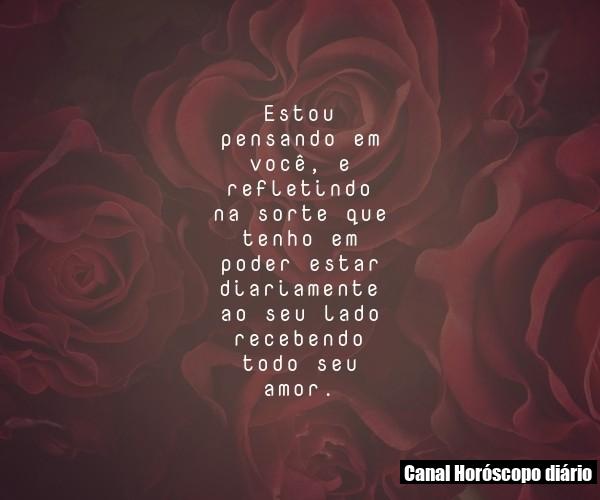 Estou
pensando em
você, e
refletindo
na sorte que
tenho em
poder estar
diariamente
ao seu lado
recebendo
todo seu
amor.
Canal Horóscopo diário